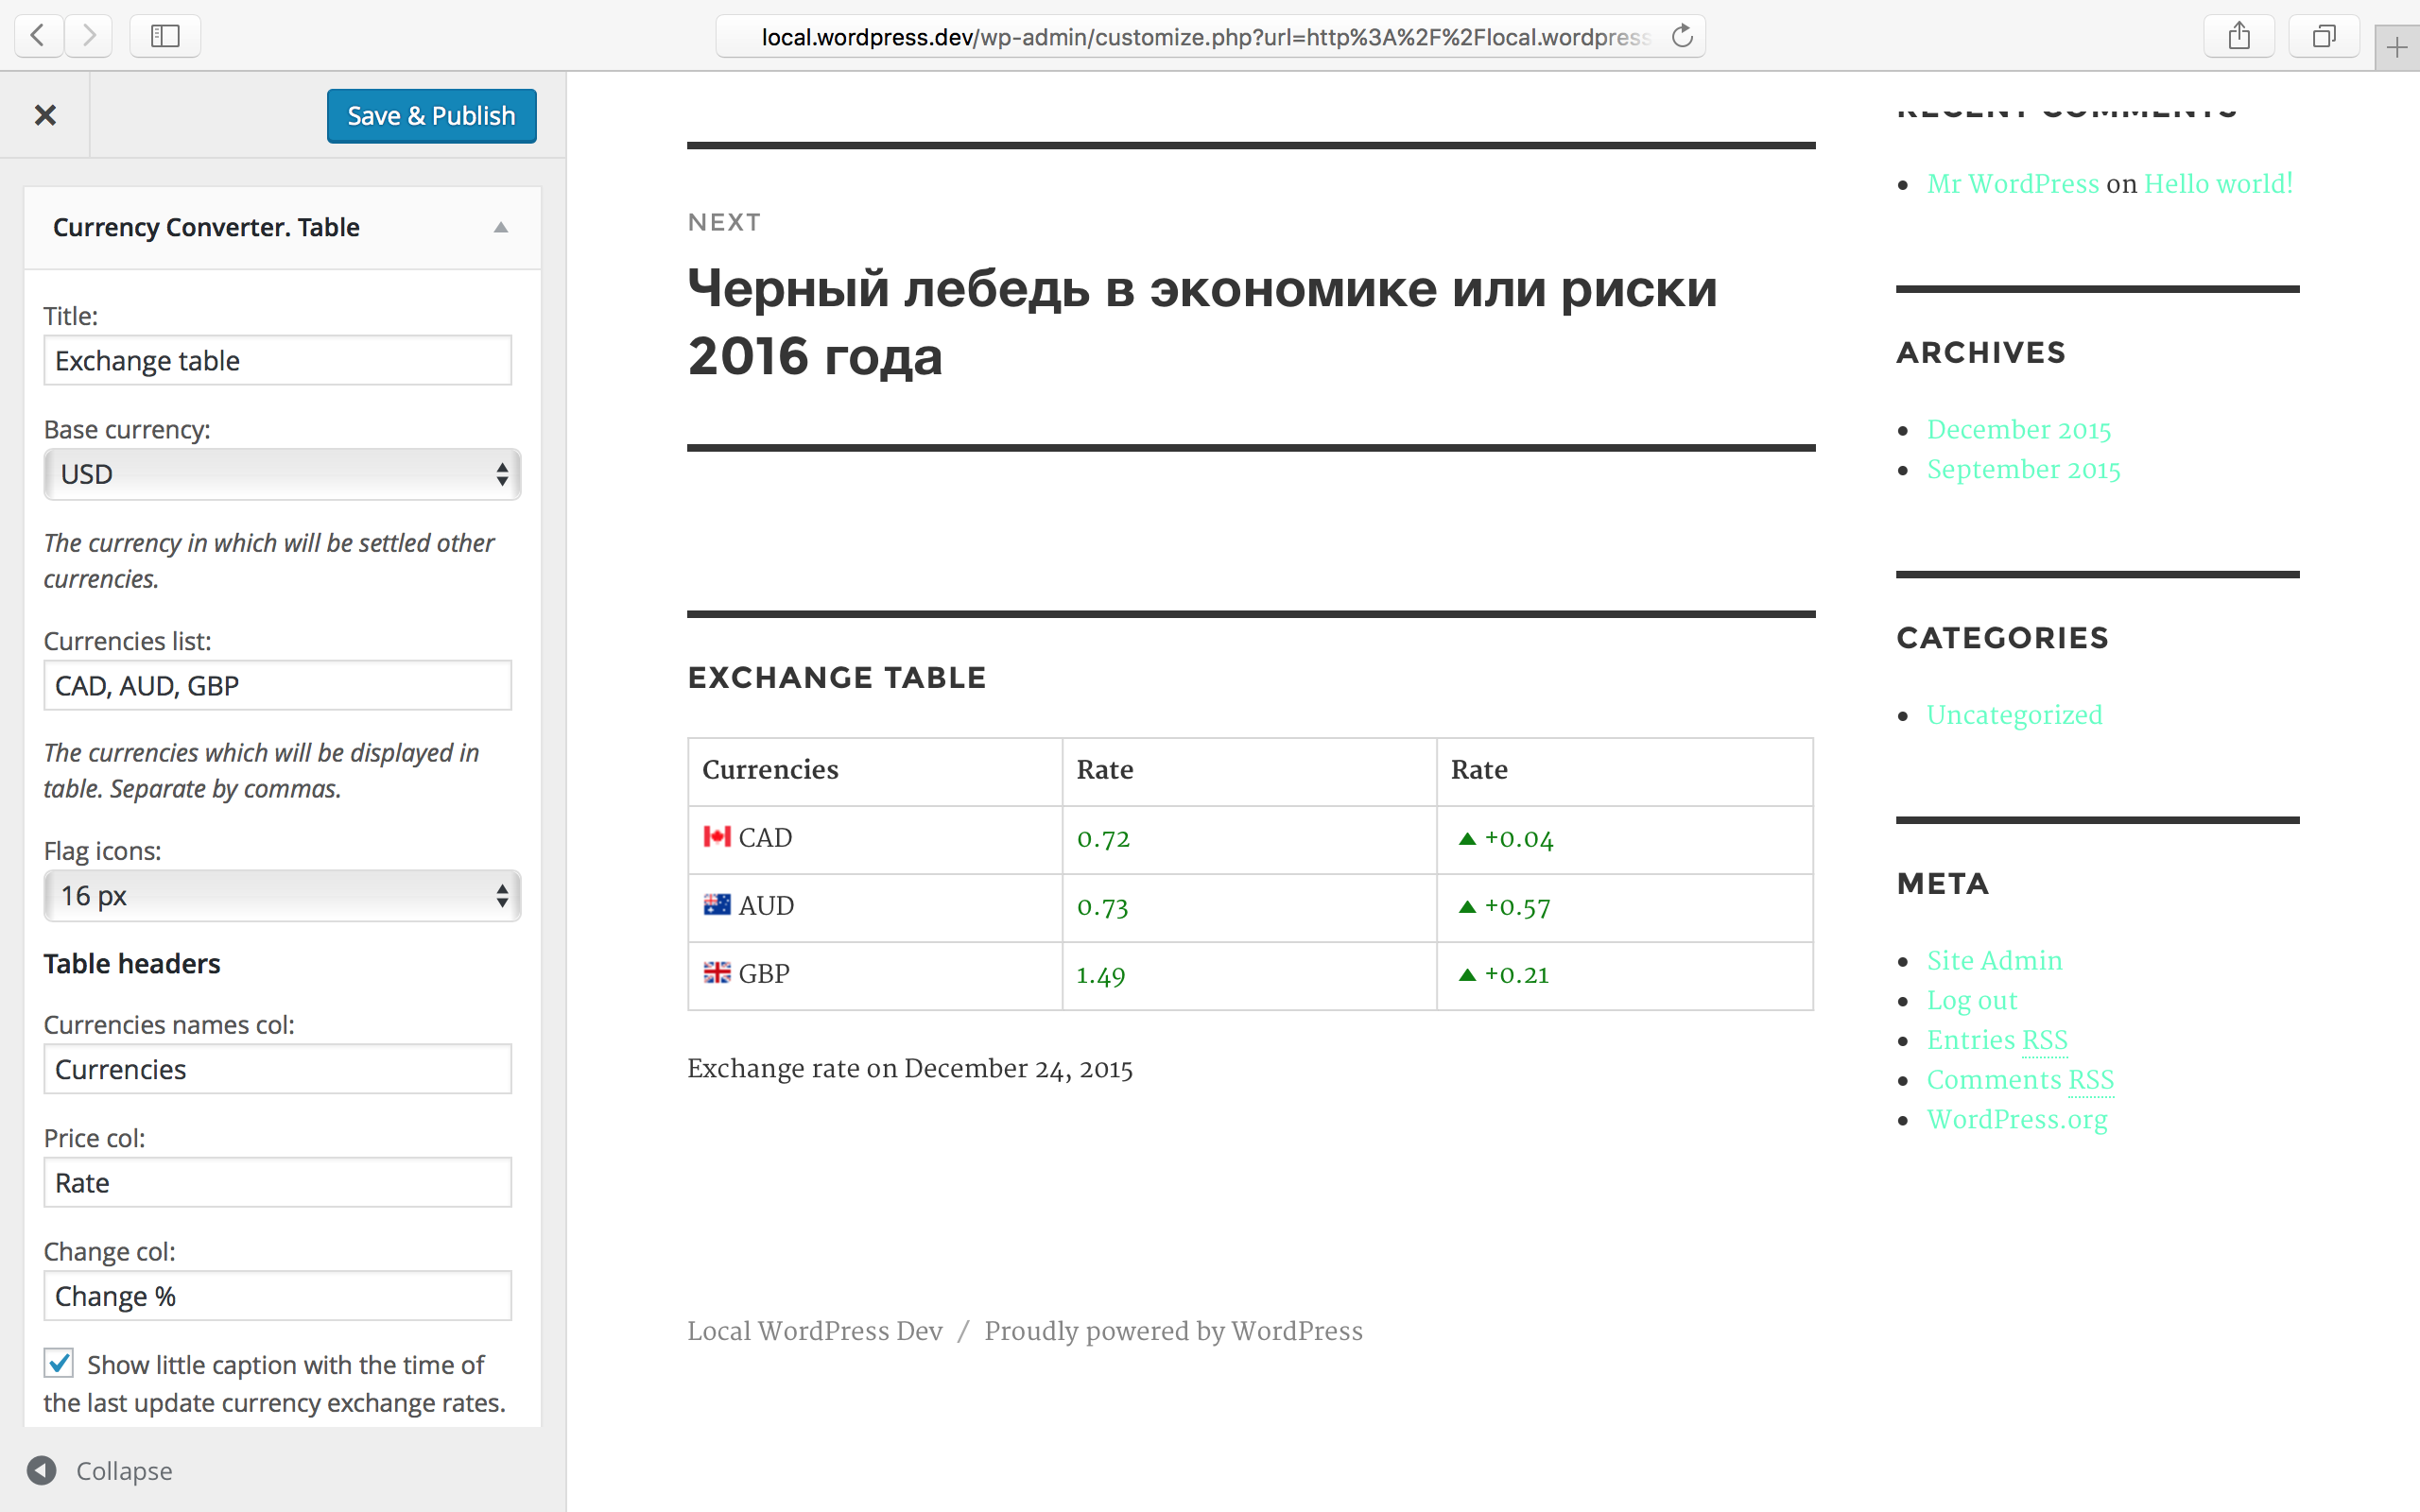 local.wordpress.dev/wp-admin/customize.php?url=http%3A%2F%2Flocal.wordpress
Save & Publish
Currency Converter. Table
Title:
Exchange table
Base currency:
USD
The currency in which will be settled other
currencies.
Currencies list:
CAD, AUD, GBP
The currencies which will be displayed in
table. Separate by commas.
Flag icons:
16 px
Table headers
Currencies names col:
Currencies
Price col:
Rate
Change col:
Change %
Show little caption with the time of
the last update currency exchange rates.
Collapse
NEXT
Черный лебедь в экономике или риски
2016 года
EXCHANGE TABLE
Currencies Rate Rate
CAD 0.72 +0.04
AUD 0.73 +0.57
GBP 1.49 +0.21
Exchange rate on December 24, 2015
Local WordPress Dev / Proudly powered by WordPress
RECENT COMMENTS
Mr WordPress on Hello world!
ARCHIVES
December 2015
September 2015
CATEGORIES
Uncategorized
META
Site Admin
Log out
Entries RSS
Comments RSS
WordPress.org